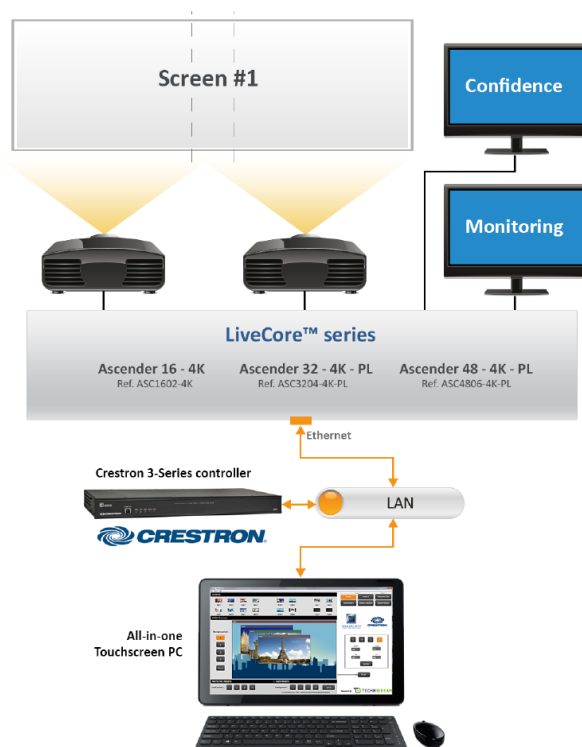 Screen #1
Confidence
Monitoring
LiveCore™ series
Ascender 16 - 4K
Ref. ASC1602-4K
Ascender 32 - 4K - PL
Ref. ASC3204-4K-PL
Ascender 48 - 4K - PL
Ref. ASC4806-4K-PL
Ethernet
Crestron 3-Series controller
LAN
CRESTRON
All-in-one
Touchscreen PC
CRESTRON